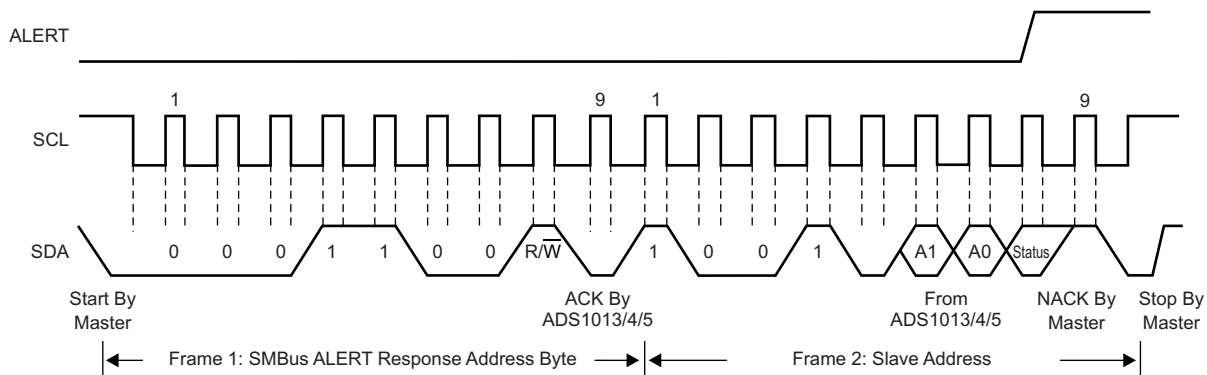 ALERT
1 9 1 9
SCL
SDA
0 0 0 1 1 0 0 R/W̅ 1 0 0 1 A1 A0 Status
Start By
Master
ACK By
ADS1013/4/5
From
ADS1013/4/5
NACK By
Master
Stop By
Master
Frame 1: SMBus ALERT Response Address Byte
Frame 2: Slave Address